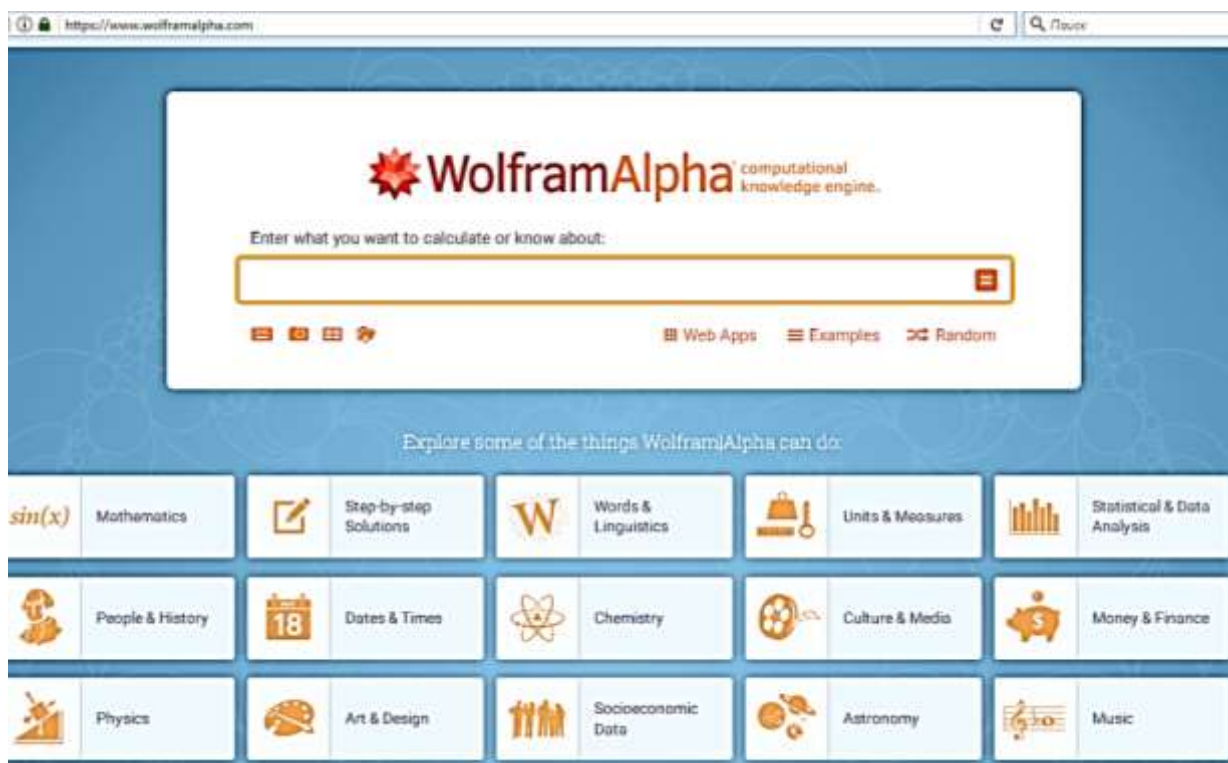 https://www.wolframalpha.com
Поиск
WolframAlpha computational
knowledge engine.
Enter what you want to calculate or know about:
Web Apps Examples Random
Explore some of the things Wolfram|Alpha can do:
sin(x) Mathematics
Step-by-step
Solutions
W Words &
Linguistics
Units & Measures
Statistical & Data
Analysis
People & History
18 Dates & Times
Chemistry
Culture & Media
$ Money & Finance
Physics
Art & Design
Socioeconomic
Data
Astronomy
Music